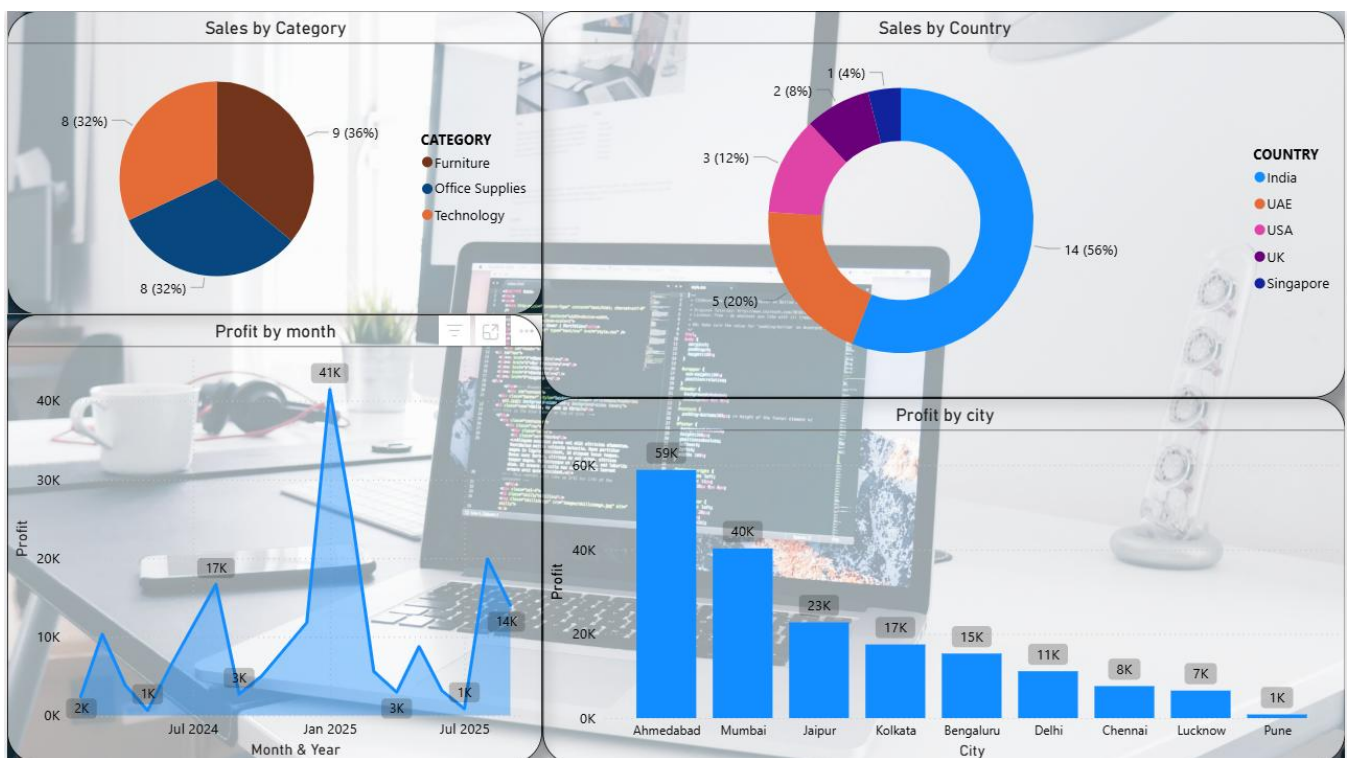 Sales by Category
8 (32%)
9 (36%)
8 (32%)
CATEGORY
Furniture
Office Supplies
Technology
Sales by Country
1 (4%)
2 (8%)
3 (12%)
5 (20%)
14 (56%)
COUNTRY
India
UAE
USA
UK
Singapore
Profit by month
Profit
40K
30K
20K
10K
0K
2K
1K
17K
3K
41K
3K
1K
14K
Jul 2024
Jan 2025
Jul 2025
Month & Year
Profit by city
Profit
60K
40K
20K
0K
59K
40K
23K
17K
15K
11K
8K
7K
1K
Ahmedabad
Mumbai
Jaipur
Kolkata
Bengaluru
Delhi
Chennai
Lucknow
Pune
City